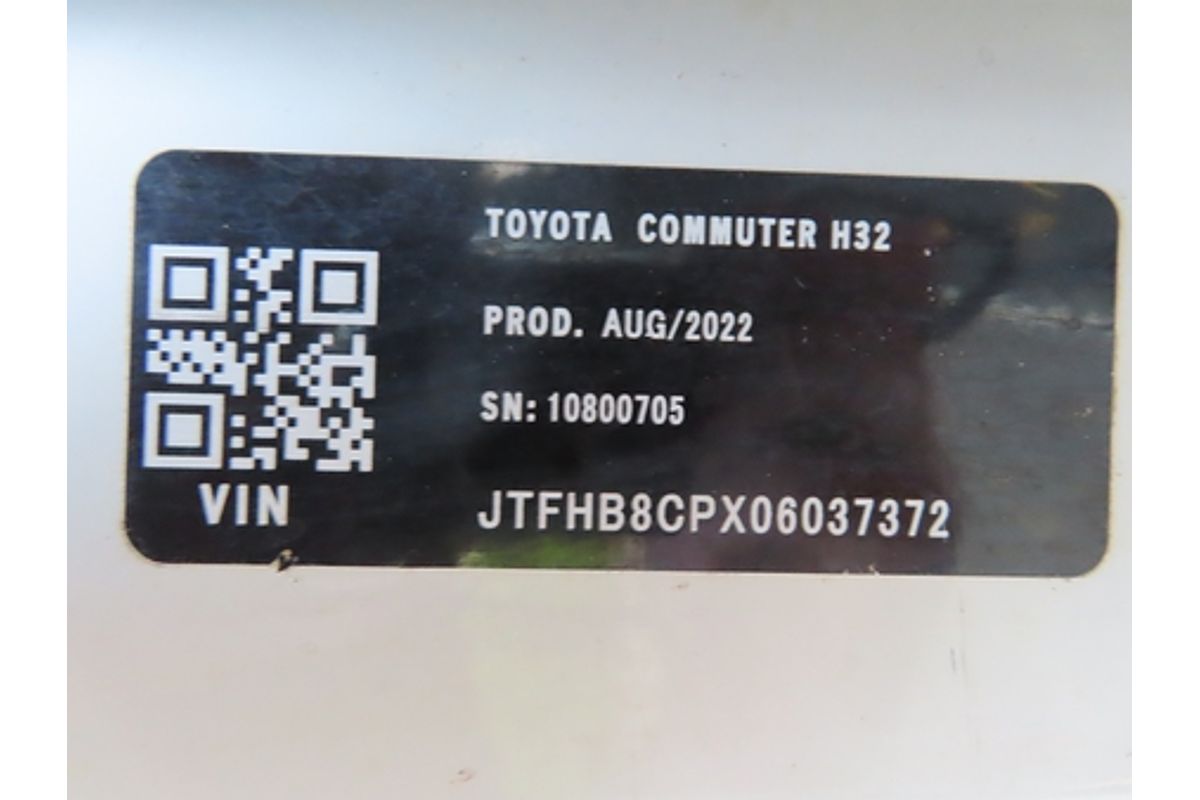 TOYOTA COMMUTER H32
PROD. AUG/2022
SN: 10800705
VIN
JTFHB8CPX06037372